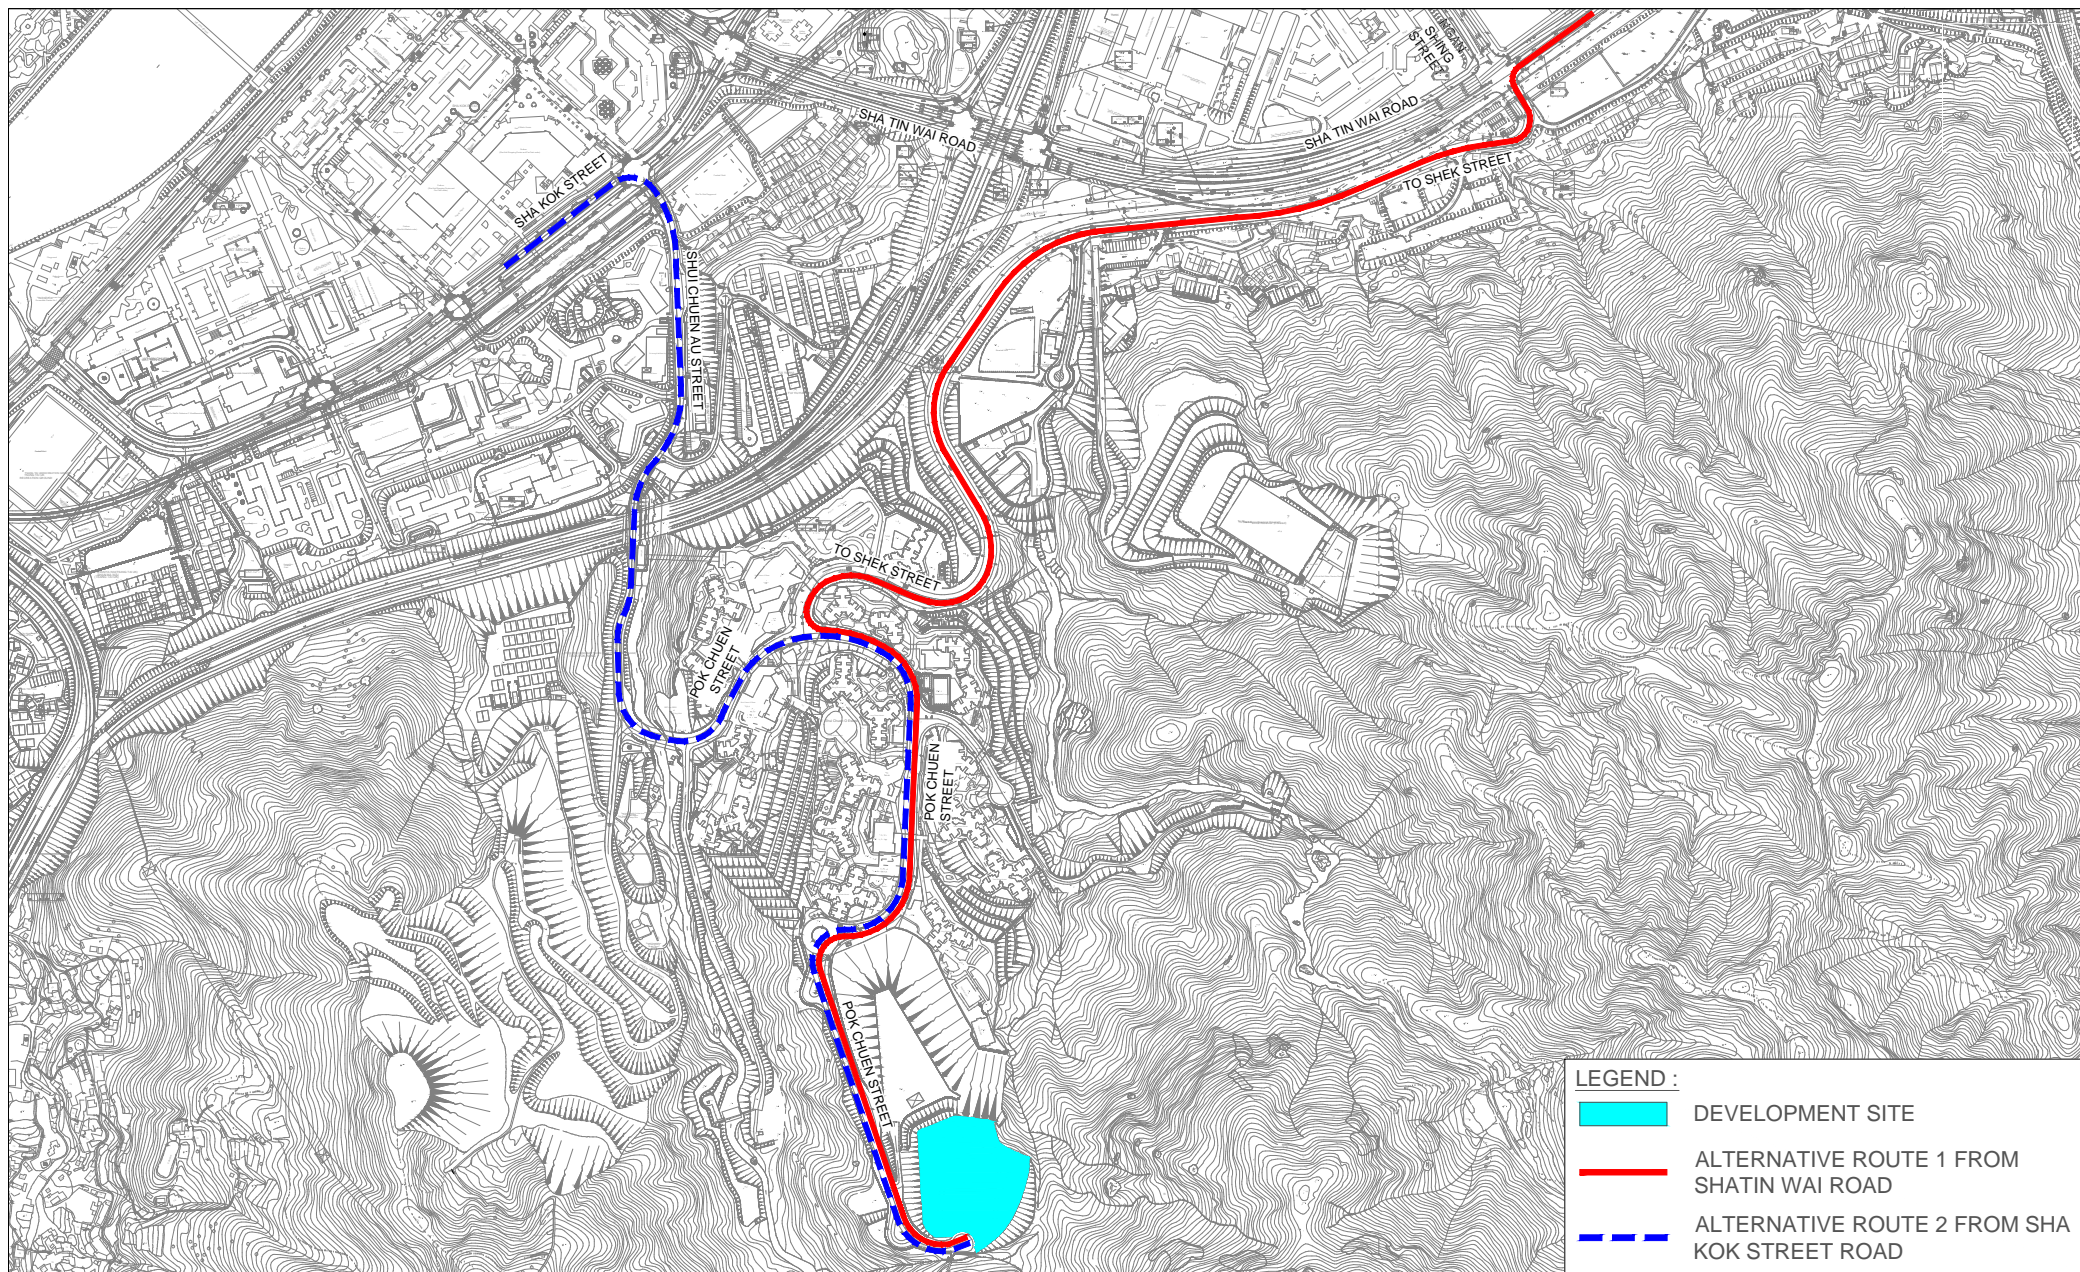 NGAN
SHING
STREET
SHA TIN WAI ROAD
SHA TIN WAI ROAD
TO SHEK STREET
SHA KOK STREET
SHUI CHUEN AU STREET
TO SHEK STREET
POK CHUEN
STREET
POK CHUEN
STREET
POK CHUEN STREET
LEGEND :
DEVELOPMENT SITE
ALTERNATIVE ROUTE 1 FROM
SHATIN WAI ROAD
ALTERNATIVE ROUTE 2 FROM SHA
KOK STREET ROAD